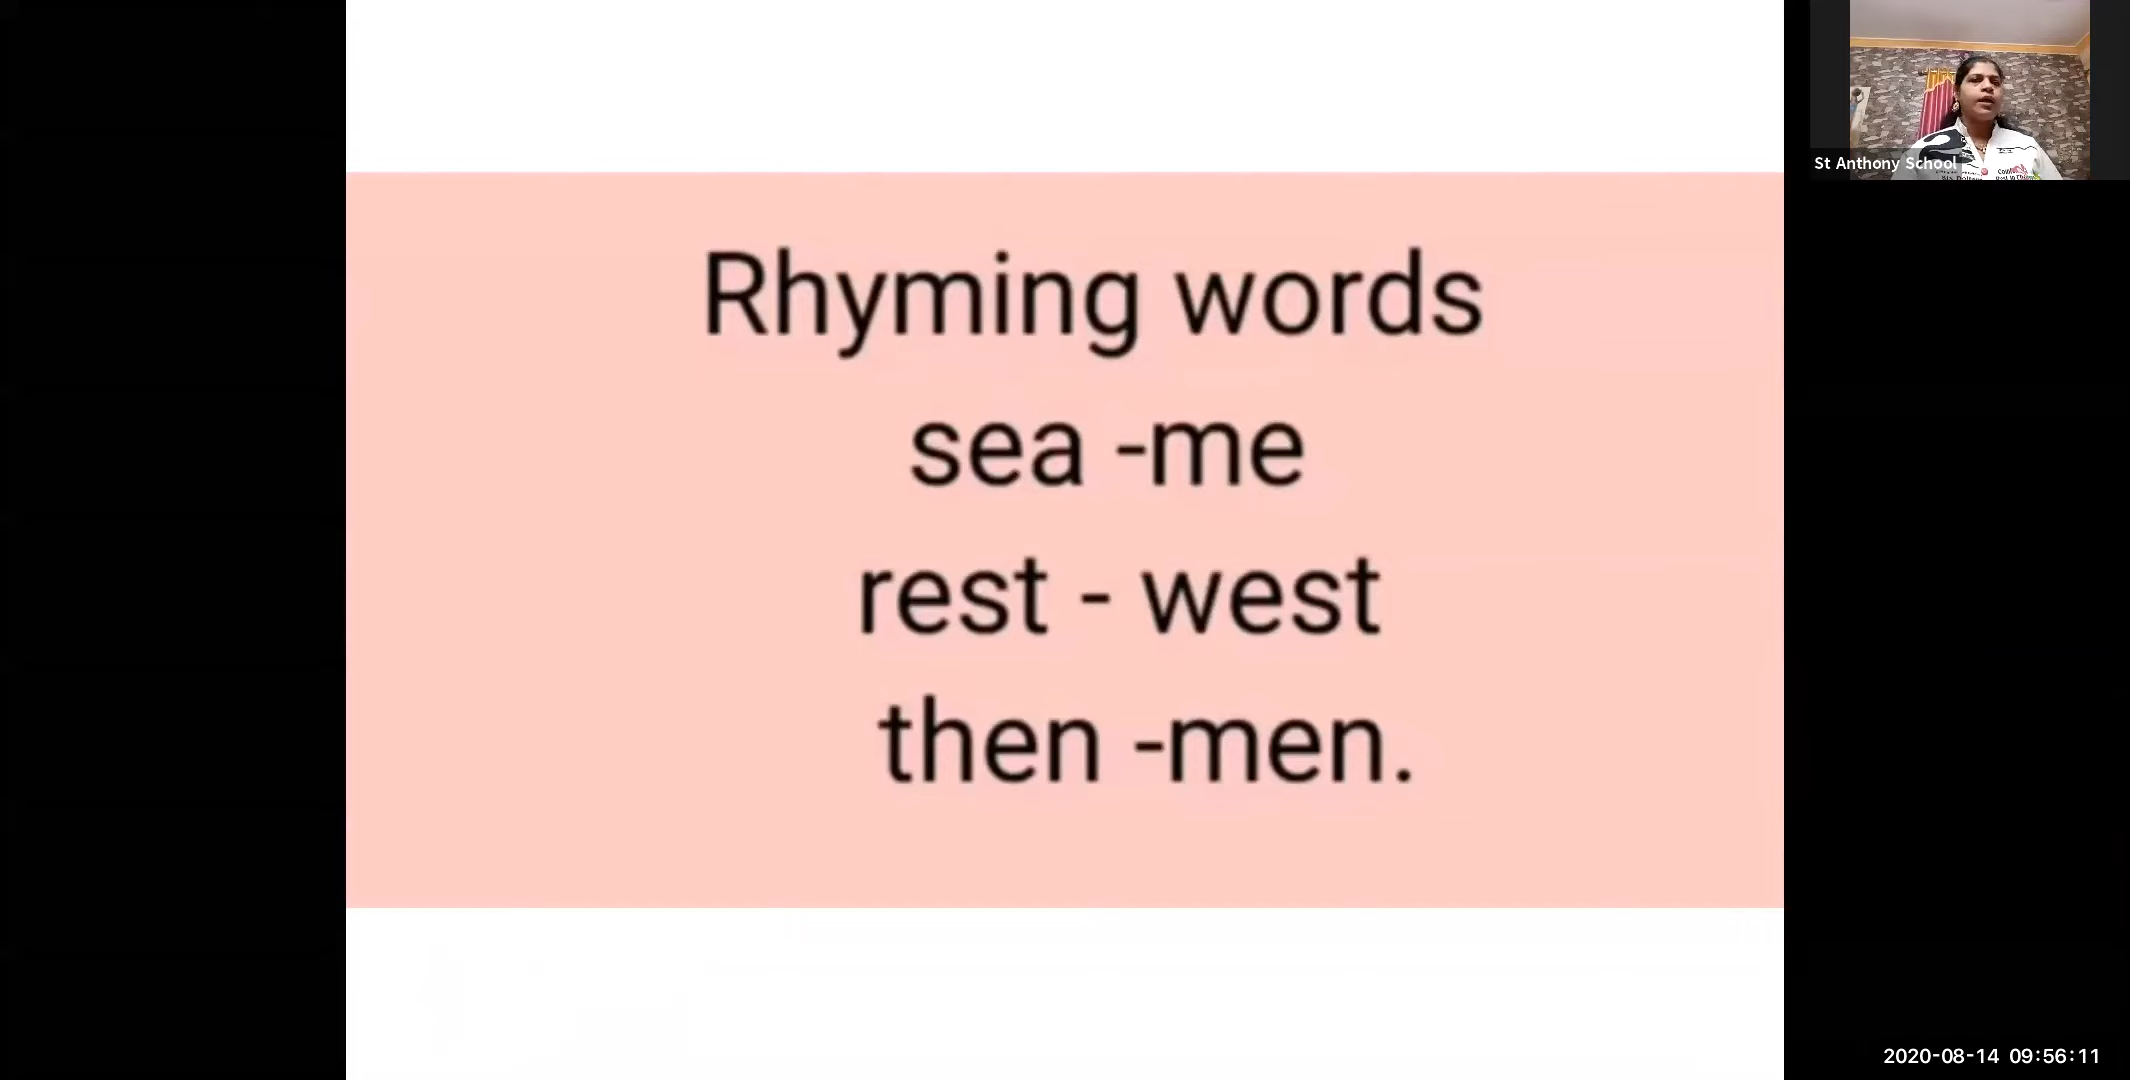 Rhyming words
sea -me
rest - west
then -men.
St Anthony School
2020-08-14 09:56:11